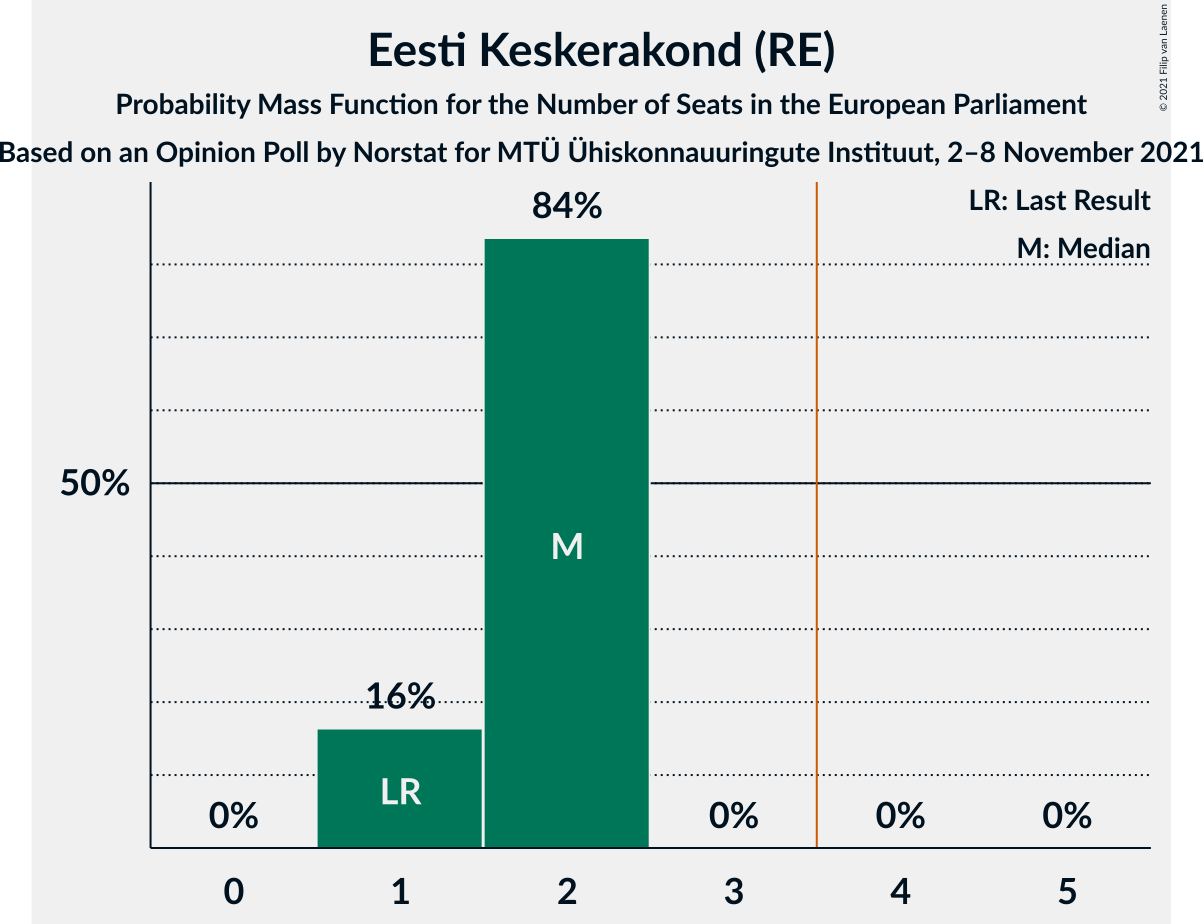 Eesti Keskerakond (RE)
Probability Mass Function for the Number of Seats in the European Parliament
Based on an Opinion Poll by Norstat for MTÜ Ühiskonnauuringute Instituut, 2–8 November 2021
© 2021 Filip van Laenen
LR: Last Result
M: Median
84%
50%
M
16%
LR
0%
0%
0%
0%
0 1 2 3 4 5